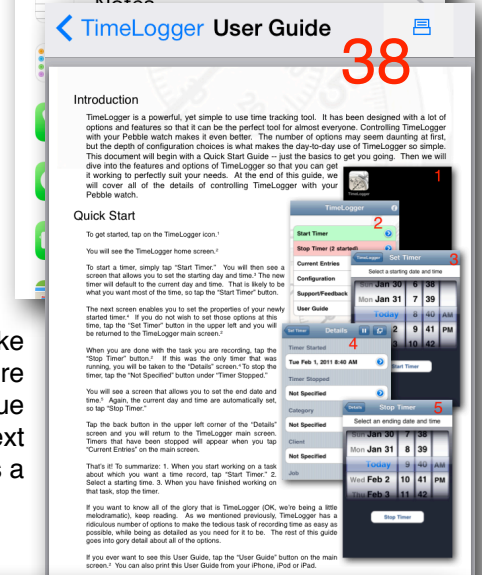 Notes
TimeLogger User Guide
38
Introduction
TimeLogger is a powerful, yet simple to use time tracking tool. It has been designed with a lot of
options and features so that it can be the perfect tool for almost everyone. Controlling TimeLogger
with your Pebble watch makes it even better. The number of options may seem daunting at first,
but the depth of configuration choices is what makes the day-to-day use of TimeLogger so simple.
This document will begin with a Quick Start Guide -- just the basics to get you going. Then we will
dive into the features and options of TimeLogger so that you can get
it working to perfectly suit your needs. At the end of this guide, we
will cover all of the details of controlling TimeLogger with your
Pebble watch.
Quick Start
To get started, tap on the TimeLogger icon.¹
You will see the TimeLogger home screen.²
To start a timer, simply tap “Start Timer.” You will then see a
screen that allows you to set the starting day and time.³ The new
timer will default to the current day and time. That is likely to be
what you want most of the time, so tap the “Start Timer” button.
The next screen enables you to set the properties of your newly
started timer.⁴ If you do not wish to set those options at this
time, tap the “Set Timer” button in the upper left and you will
be returned to the TimeLogger main screen.²
When you are done with the task you are recording, tap the
“Stop Timer” button.² If this was the only timer that was
running, you will be taken to the “Details” screen.⁴ To stop the
timer, tap the “Not Specified” button under “Timer Stopped.”
You will see a screen that allows you to set the end date and
time.⁵ Again, the current day and time are automatically set,
so tap “Stop Timer.”
Tap the back button in the upper left corner of the “Details”
screen and you will return to the TimeLogger main screen.
Timers that have been stopped will appear when you tap
“Current Entries” on the main screen.
That’s it! To summarize: 1. When you start working on a task
about which you want a time record, tap “Start Timer.” 2.
Select a starting time. 3. When you have finished working on
that task, stop the timer.
If you want to know all of the glory that is TimeLogger (OK, we’re being a little
melodramatic), keep reading. As we mentioned previously, TimeLogger has a
ridiculous number of options to make the tedious task of recording time as easy as
possible, while being as detailed as you need for it to be. The rest of this guide
goes into gory detail about all of the options.
If you ever want to see this User Guide, tap the “User Guide” button on the main
screen.² You can also print this User Guide from your iPhone, iPod or iPad.
1
TimeLogger
2
Start Timer
Stop Timer (2 started)
Current Entries
Configuration
Support/Feedback
User Guide
TimeLogger Set Timer
3
Select a starting date and time
Mon Jan 31 7 39
Today 8 40 AM
9 41 PM
10 42
Start Timer
Set Timer Details
4
Timer Started
Tue Feb 1, 2011 8:40 AM
Timer Stopped
Not Specified
Category
Not Specified
Client
Not Specified
Job
Details Stop Timer
5
Select an ending date and time
Sun Jan 30 7 38
Mon Jan 31 8 39
Today 9 40 AM
Wed Feb 2 10 41 PM
Thu Feb 3 11 42
Stop Timer
ke
re
ue
ext
a